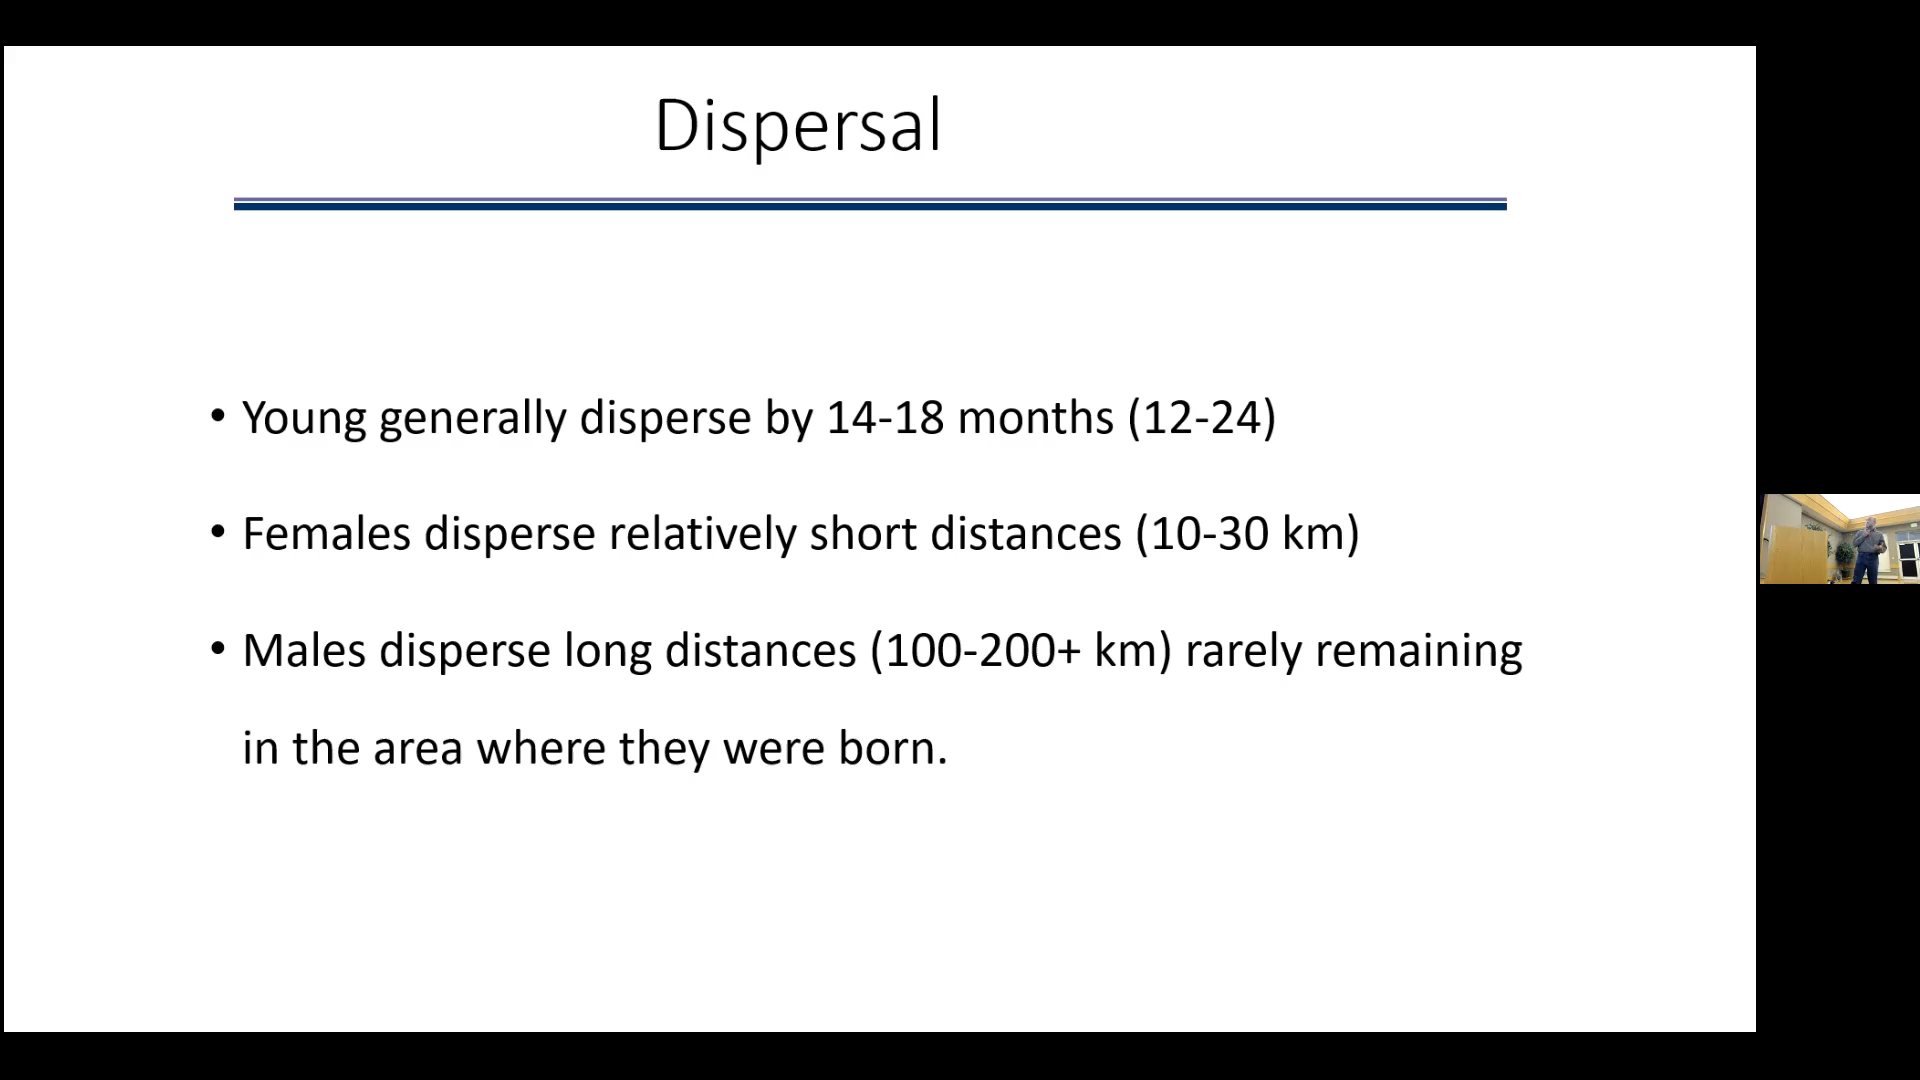 Dispersal
• Young generally disperse by 14-18 months (12-24)
• Females disperse relatively short distances (10-30 km)
• Males disperse long distances (100-200+ km) rarely remaining
in the area where they were born.